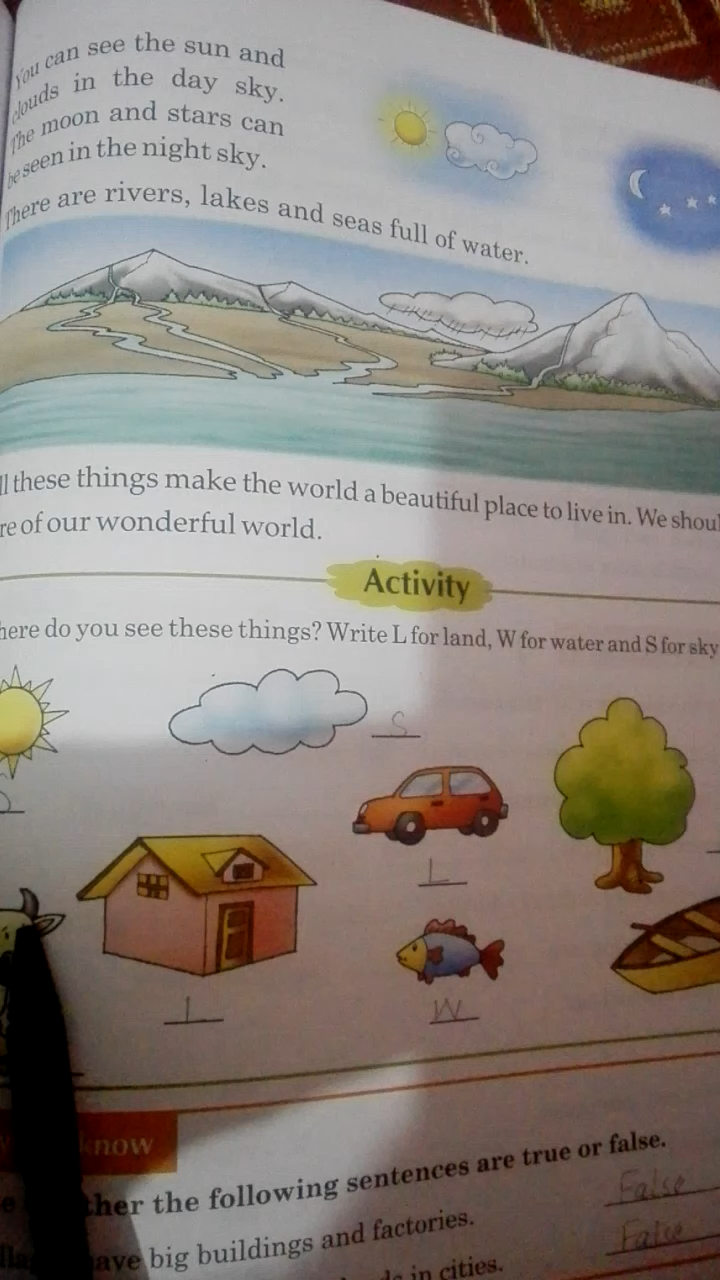 You can see the sun and
clouds in the day sky.
The moon and stars can
be seen in the night sky.
There are rivers, lakes and seas full of water.
ll these things make the world a beautiful place to live in. We shoul
re of our wonderful world.
Activity
here do you see these things? Write L for land, W for water and S for sky
S
L
L
W
know
ther the following sentences are true or false.
False
ave big buildings and factories.
False
in cities.